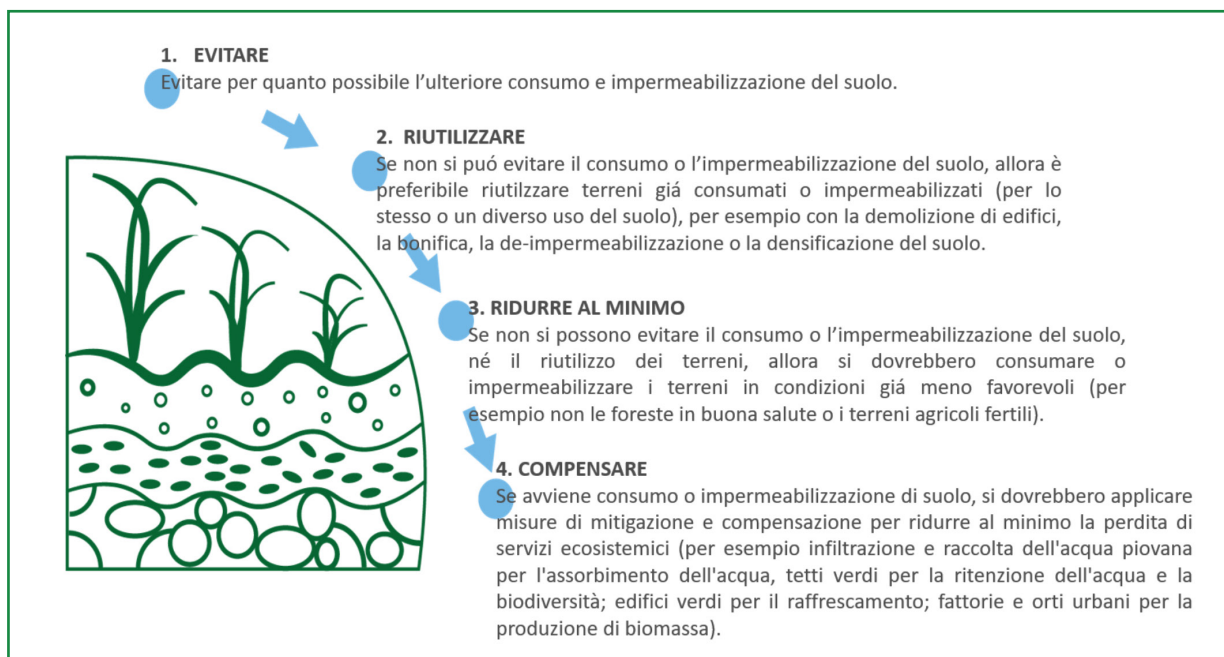 1. EVITARE
Evitare per quanto possibile l’ulteriore consumo e impermeabilizzazione del suolo.
2. RIUTILIZZARE
Se non si puó evitare il consumo o l’impermeabilizzazione del suolo, allora è
preferibile riutilzzare terreni giá consumati o impermeabilizzati (per lo
stesso o un diverso uso del suolo), per esempio con la demolizione di edifici,
la bonifica, la de-impermeabilizzazione o la densificazione del suolo.
3. RIDURRE AL MINIMO
Se non si possono evitare il consumo o l’impermeabilizzazione del suolo,
né il riutilizzo dei terreni, allora si dovrebbero consumare o
impermeabilizzare i terreni in condizioni giá meno favorevoli (per
esempio non le foreste in buona salute o i terreni agricoli fertili).
4. COMPENSARE
Se avviene consumo o impermeabilizzazione di suolo, si dovrebbero applicare
misure di mitigazione e compensazione per ridurre al minimo la perdita di
servizi ecosistemici (per esempio infiltrazione e raccolta dell'acqua piovana
per l'assorbimento dell'acqua, tetti verdi per la ritenzione dell'acqua e la
biodiversità; edifici verdi per il raffrescamento; fattorie e orti urbani per la
produzione di biomassa).